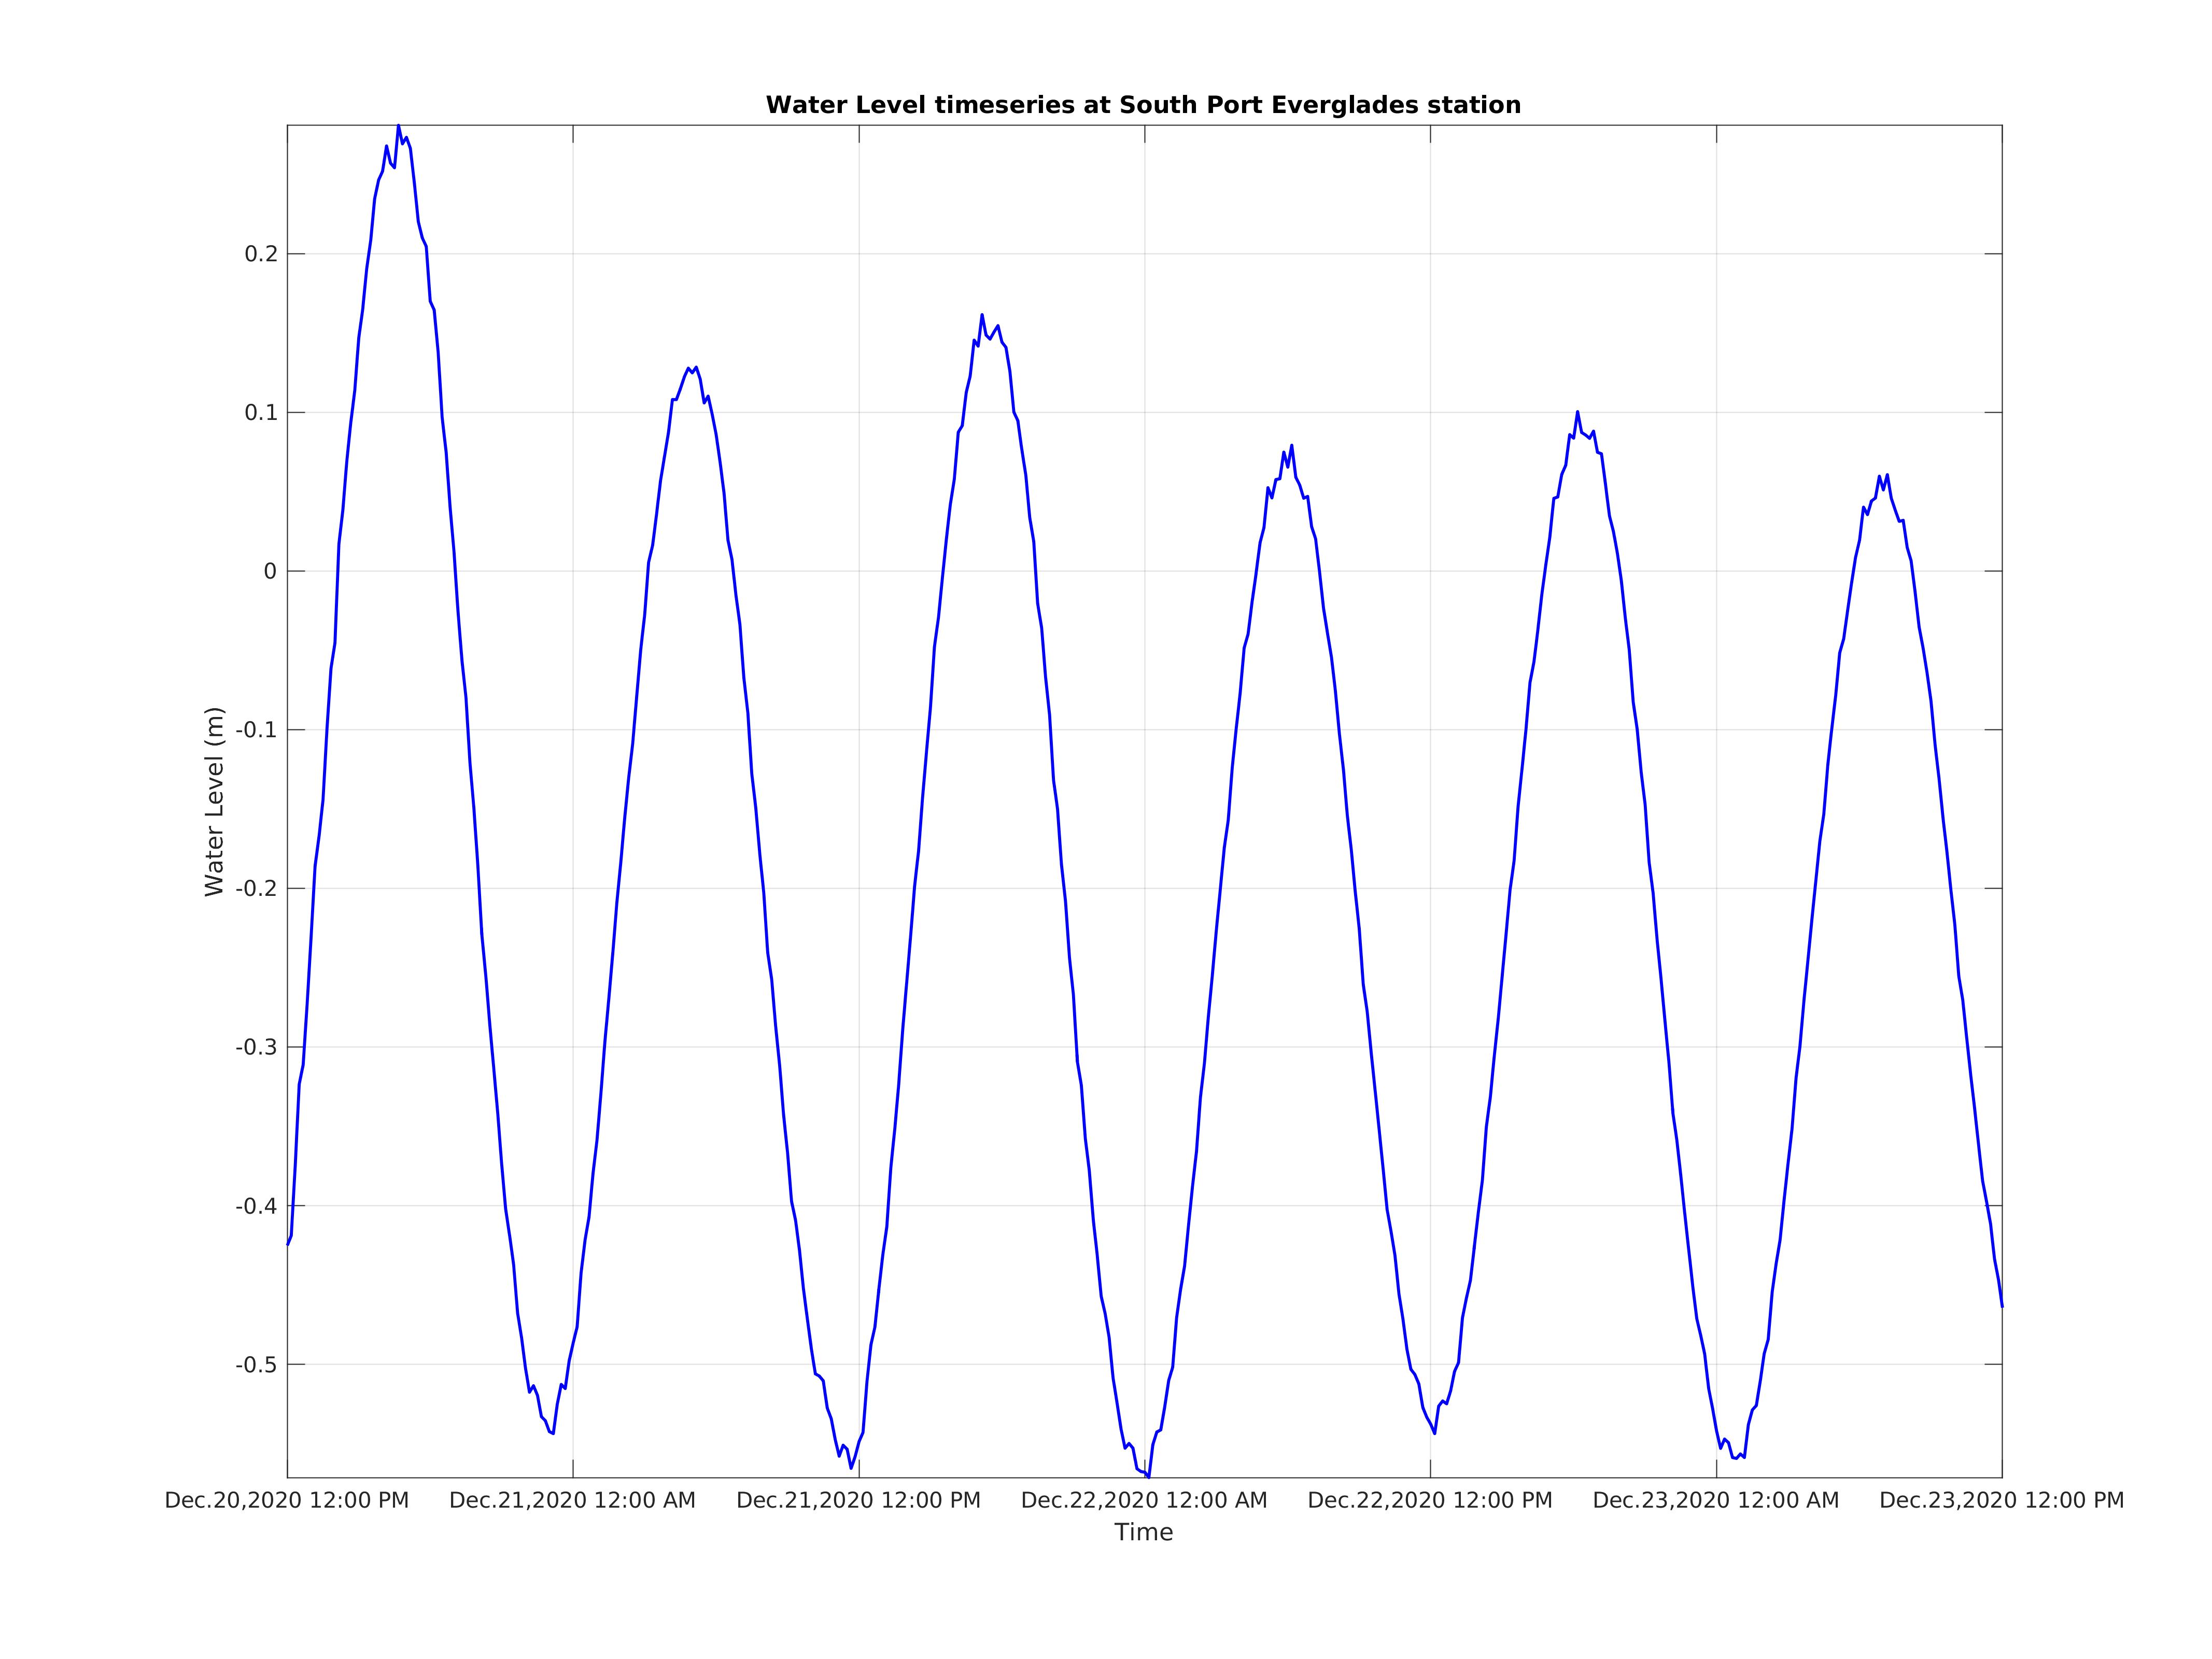 Water Level timeseries at South Port Everglades station
0.2
0.1
0
-0.1
-0.2
-0.3
-0.4
-0.5
Water Level (m)
Dec.20,2020 12:00 PM Dec.21,2020 12:00 AM Dec.21,2020 12:00 PM Dec.22,2020 12:00 AM Dec.22,2020 12:00 PM Dec.23,2020 12:00 AM Dec.23,2020 12:00 PM
Time